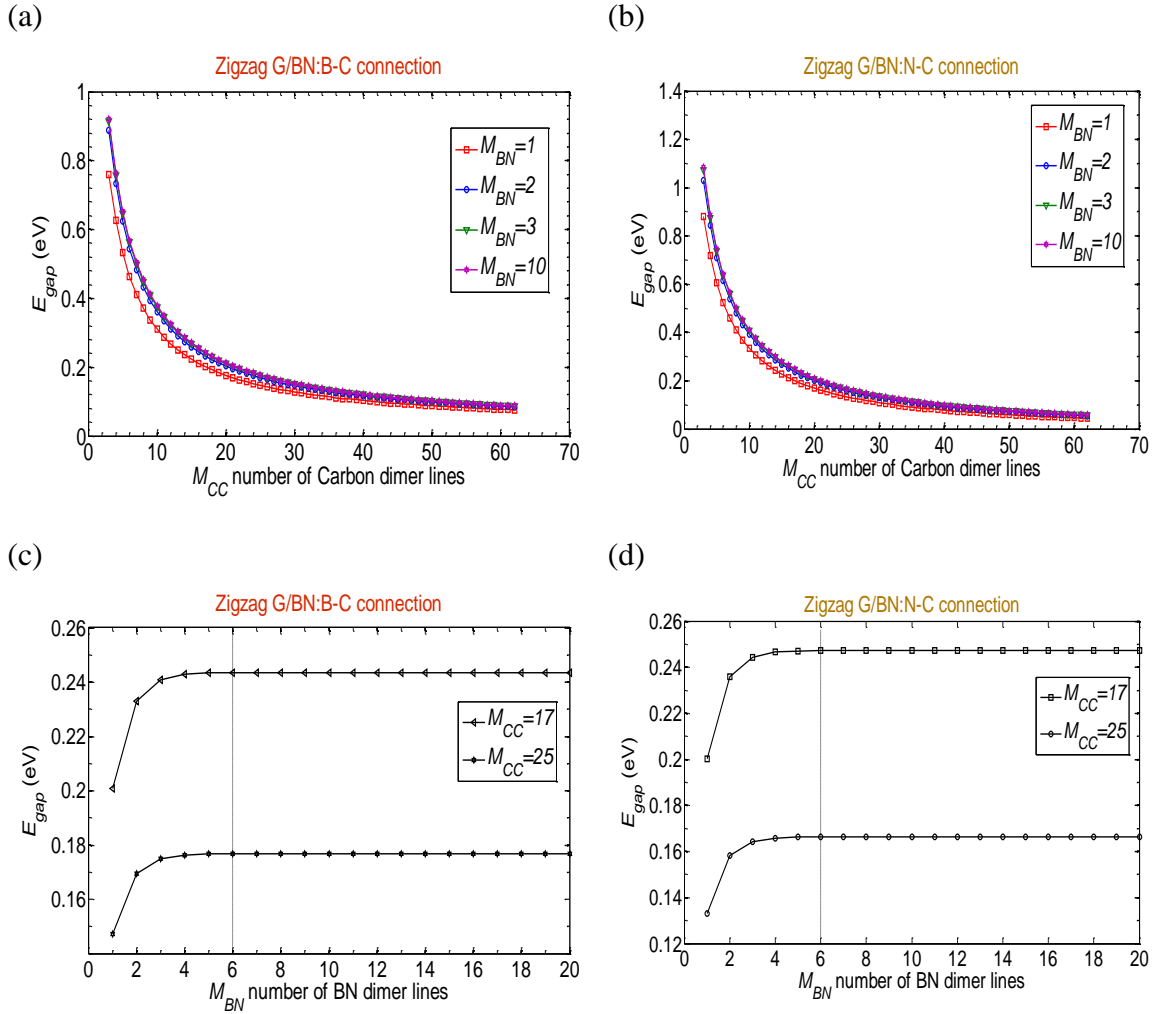 (a)
Zigzag G/BN:B-C connection
1
0.8
0.6
0.4
0.2
0
E_gap (eV)
M_BN=1
M_BN=2
M_BN=3
M_BN=10
0 10 20 30 40 50 60 70
M_CC number of Carbon dimer lines
(b)
Zigzag G/BN:N-C connection
1.4
1.2
1
0.8
0.6
0.4
0.2
0
E_gap (eV)
M_BN=1
M_BN=2
M_BN=3
M_BN=10
0 10 20 30 40 50 60 70
M_CC number of Carbon dimer lines
(c)
Zigzag G/BN:B-C connection
0.26
0.24
0.22
0.2
0.18
0.16
E_gap (eV)
M_CC=17
M_CC=25
0 2 4 6 8 10 12 14 16 18 20
M_BN number of BN dimer lines
(d)
Zigzag G/BN:N-C connection
0.26
0.24
0.22
0.2
0.18
0.16
0.14
0.12
E_gap (eV)
M_CC=17
M_CC=25
0 2 4 6 8 10 12 14 16 18 20
M_BN number of BN dimer lines